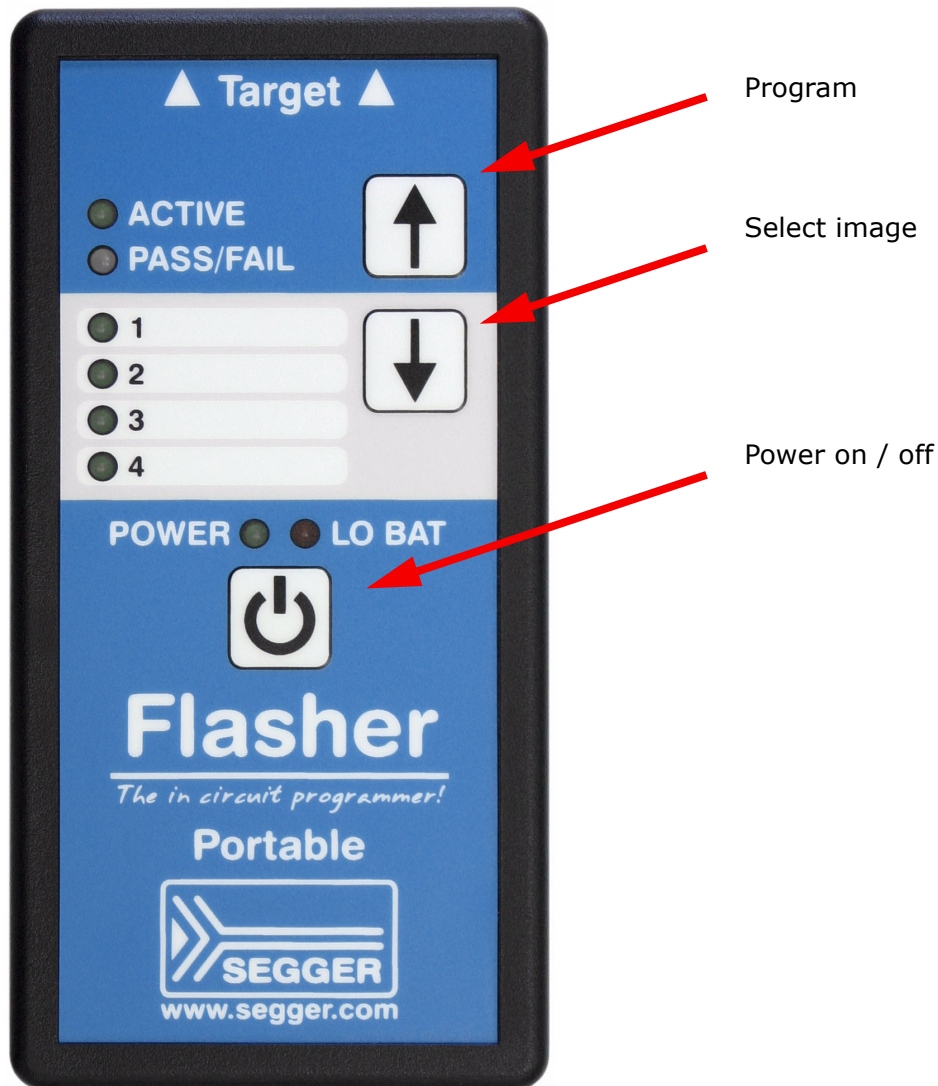 Target
Program
ACTIVE
PASS/FAIL
Select image
1
2
3
4
Power on / off
POWER LO BAT
Flasher
The in circuit programmer!
Portable
SEGGER
www.segger.com